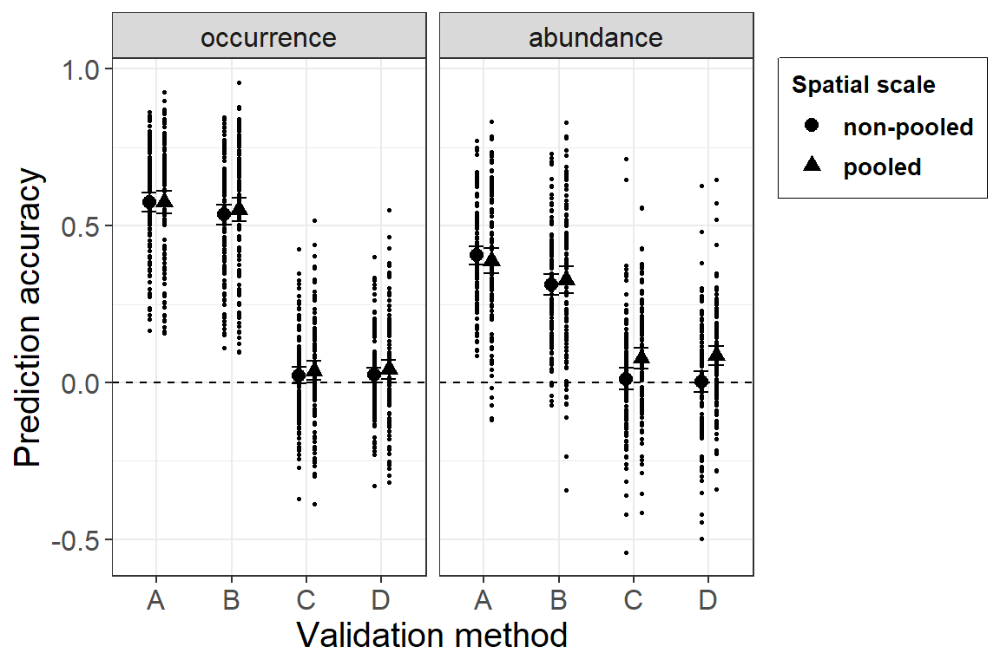 occurrence
abundance
Prediction accuracy
1.0
0.5
0.0
-0.5
A B C D
A B C D
Validation method
Spatial scale
non-pooled
pooled